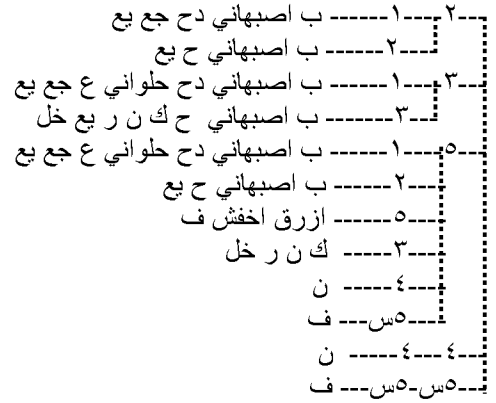 ٢-----١------ ب اصبهاني دح جع يع
٢------- ب اصبهاني ح يع
٣-----١------ ب اصبهاني دح حلواني ع جع يع
٣------- ب اصبهاني ح ك ن ر يع خل
٥-----١------ ب اصبهاني دح حلواني ع جع يع
٢------ ب اصبهاني ح يع
٥------ ازرق اخفش ف
٣----- ك ن ر خل
٤----- ن
٥س--- ف
٤---٤----- ن
٥س-٥س--- ف